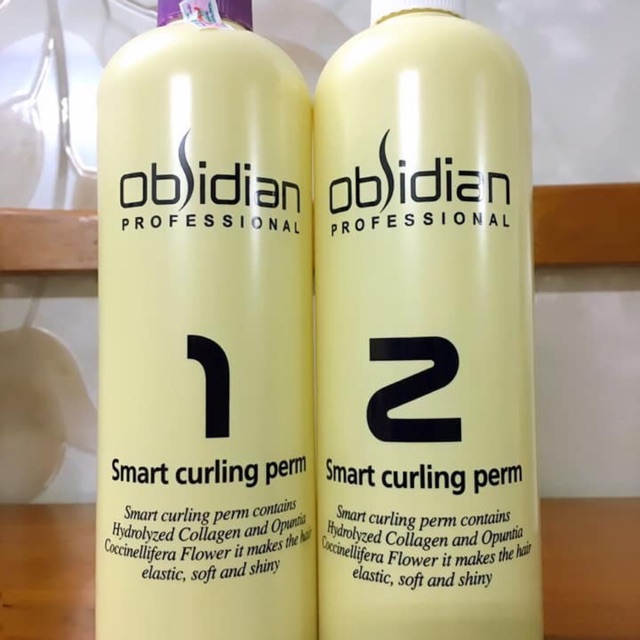 obsidian
PROFESSIONAL
1
Smart curling perm
Smart curling perm contains
Hydrolyzed Collagen and Opuntia
Coccinellifera Flower it makes the hair
elastic, soft and shiny
obsidian
PROFESSIONAL
2
Smart curling perm
Smart curling perm contains
Hydrolyzed Collagen and Opuntia
Coccinellifera Flower it makes the hair
elastic, soft and shiny